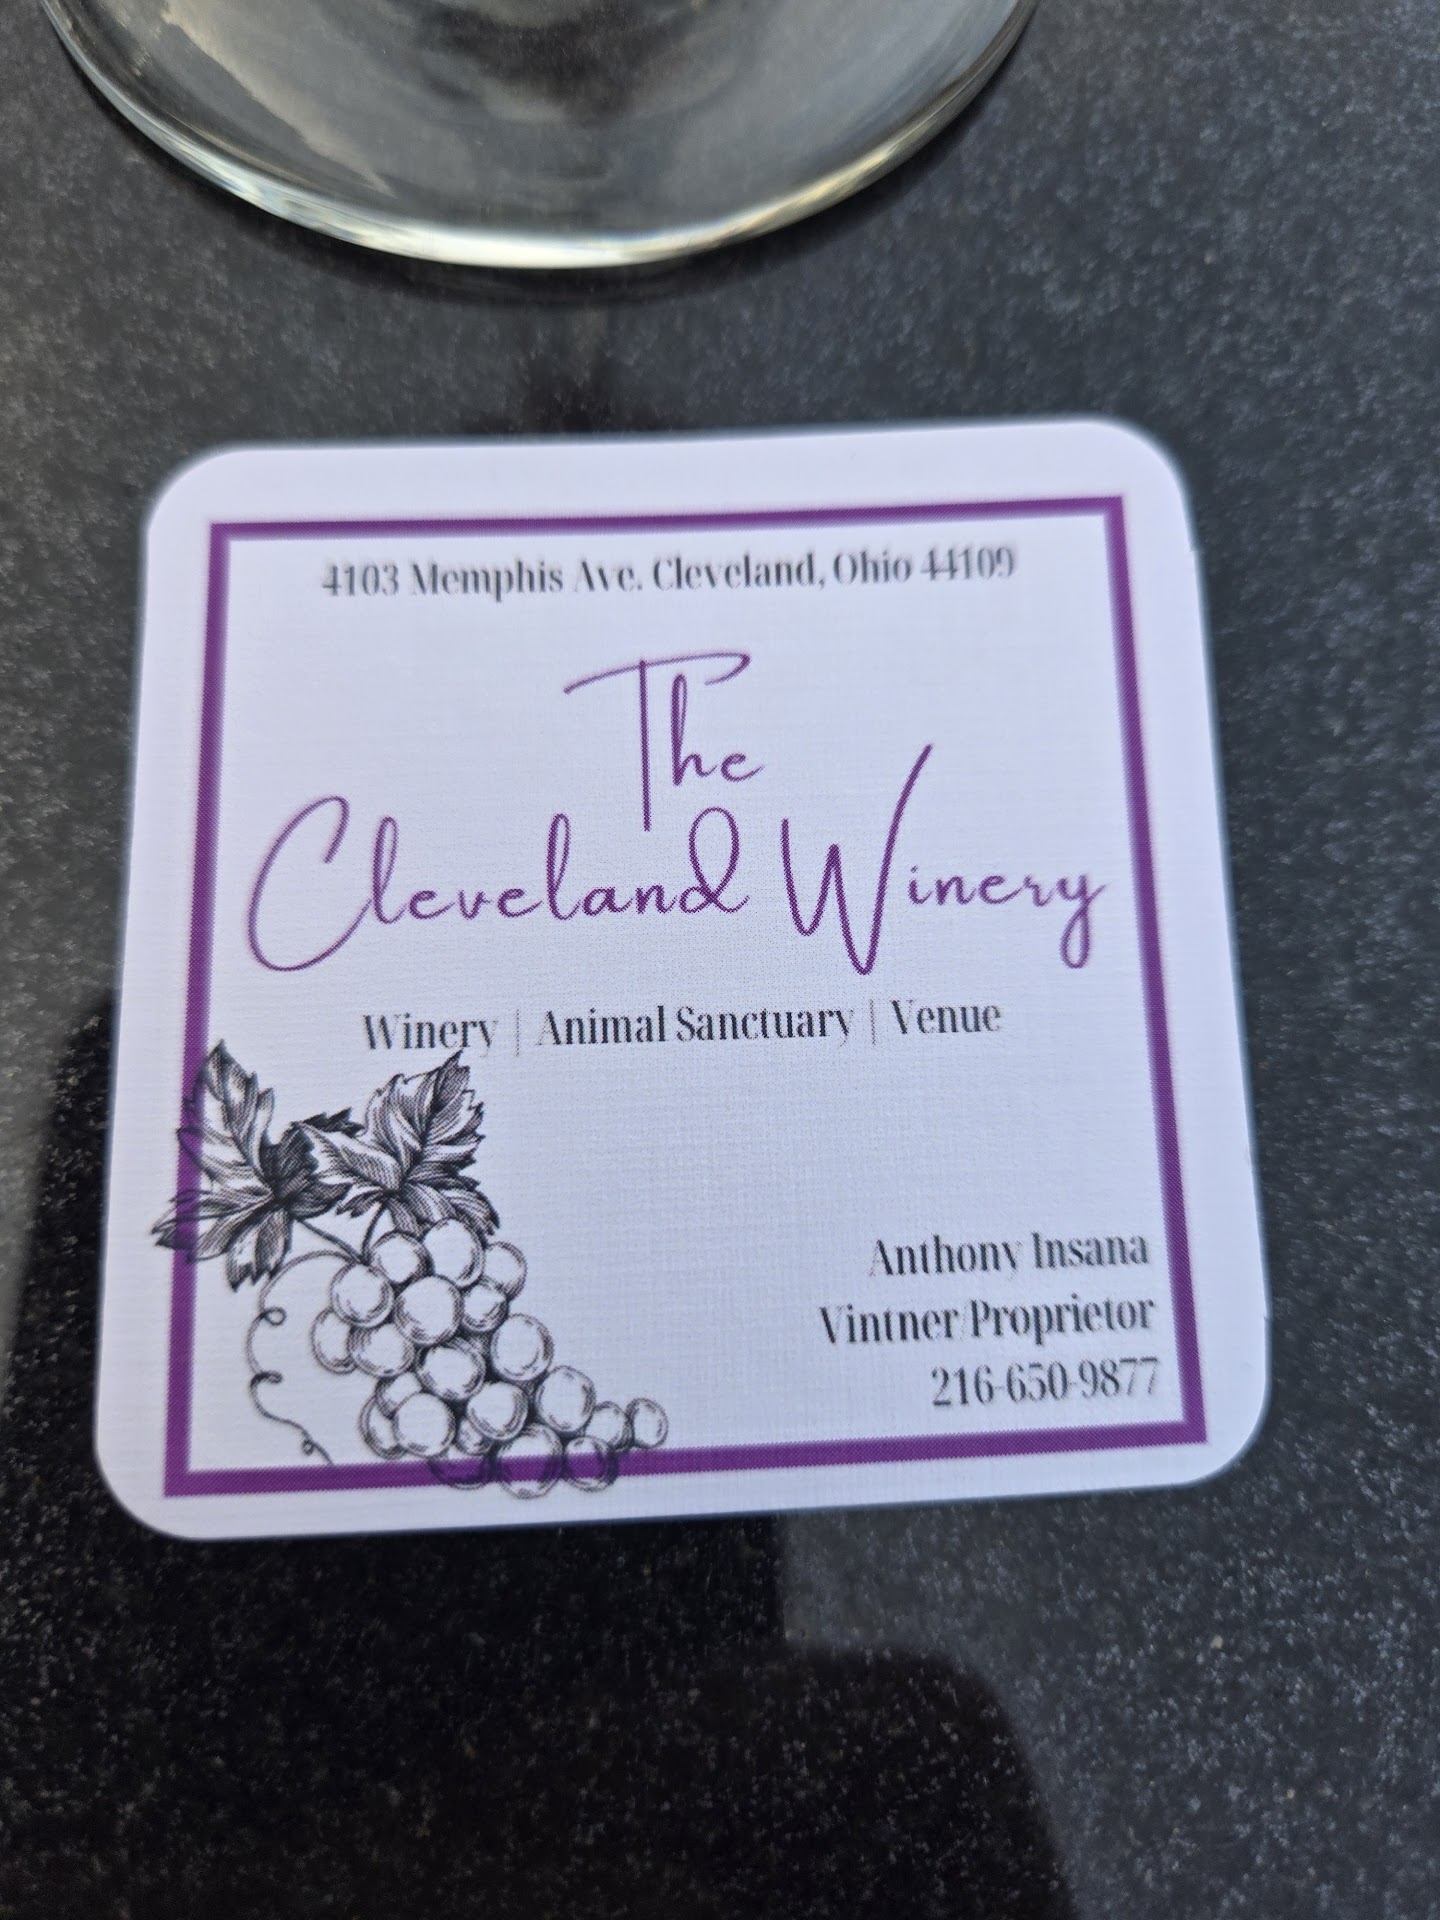 4103 Memphis Ave. Cleveland, Ohio 44109
The
Cleveland Winery
Winery | Animal Sanctuary | Venue
Anthony Insana
Vintner/Proprietor
216-650-9877